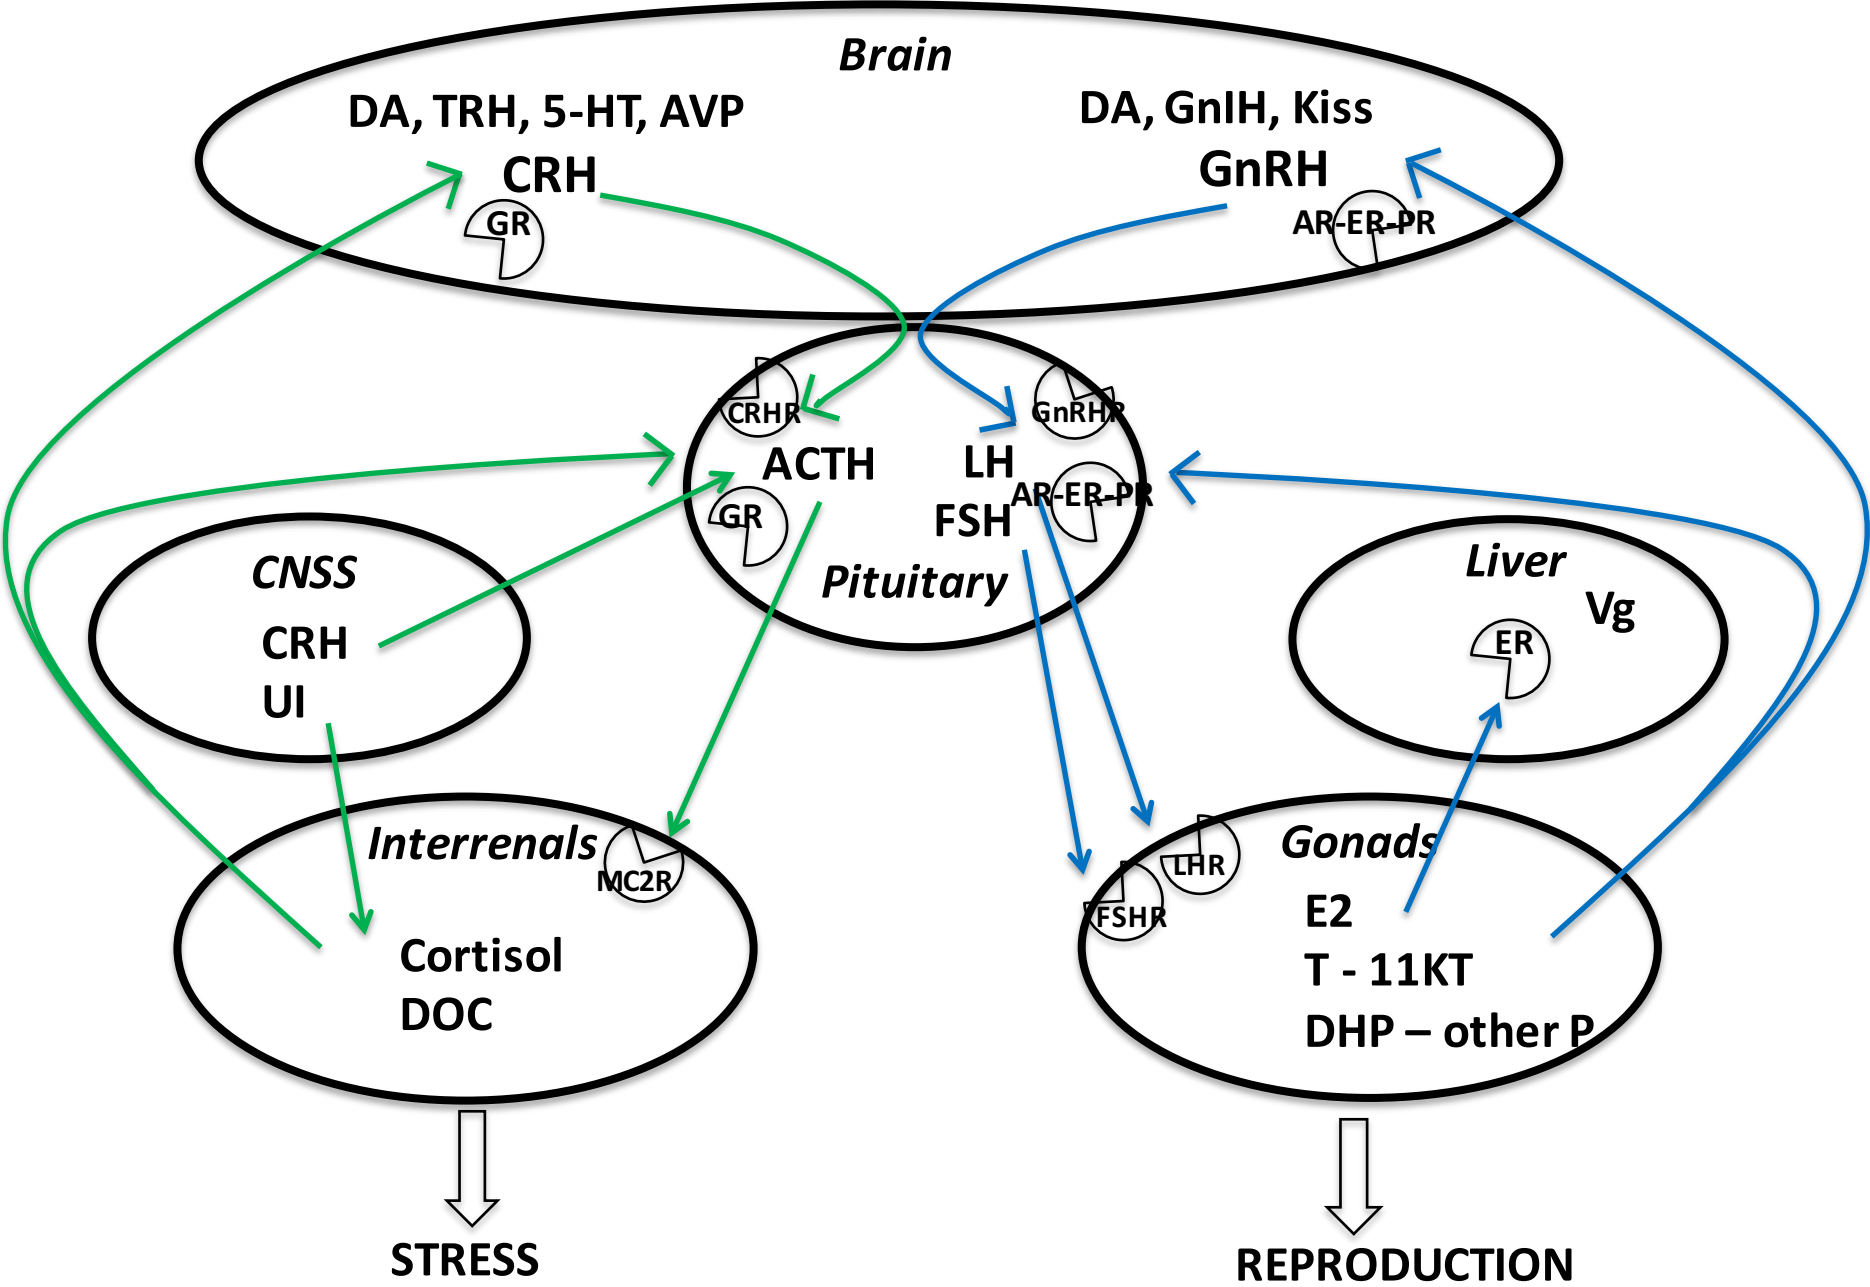 Brain
DA, TRH, 5-HT, AVP
CRH
GR
DA, GnIH, Kiss
GnRH
AR-ER-PR
CRHR
GnRHR
ACTH
GR
LH
FSH
AR-ER-PR
Pituitary
CNSS
CRH
UI
Liver
Vg
ER
Interrenals
MC2R
Cortisol
DOC
Gonads
LHR
FSHR
E2
T - 11KT
DHP – other P
STRESS
REPRODUCTION